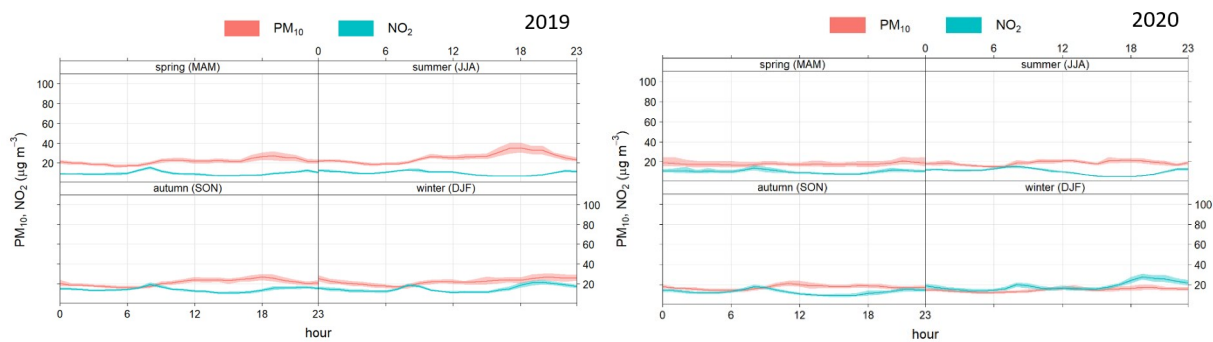 PM₁₀ NO₂ 2019
0 6 12 18 23
spring (MAM) summer (JJA)
100
80
60
40
20
autumn (SON) winter (DJF)
100
80
60
40
20
0 6 12 18 23
hour
PM₁₀, NO₂ (µg m⁻³)
PM₁₀ NO₂ 2020
0 6 12 18 23
spring (MAM) summer (JJA)
100
80
60
40
20
autumn (SON) winter (DJF)
100
80
60
40
20
0 6 12 18 23
hour
PM₁₀, NO₂ (µg m⁻³)